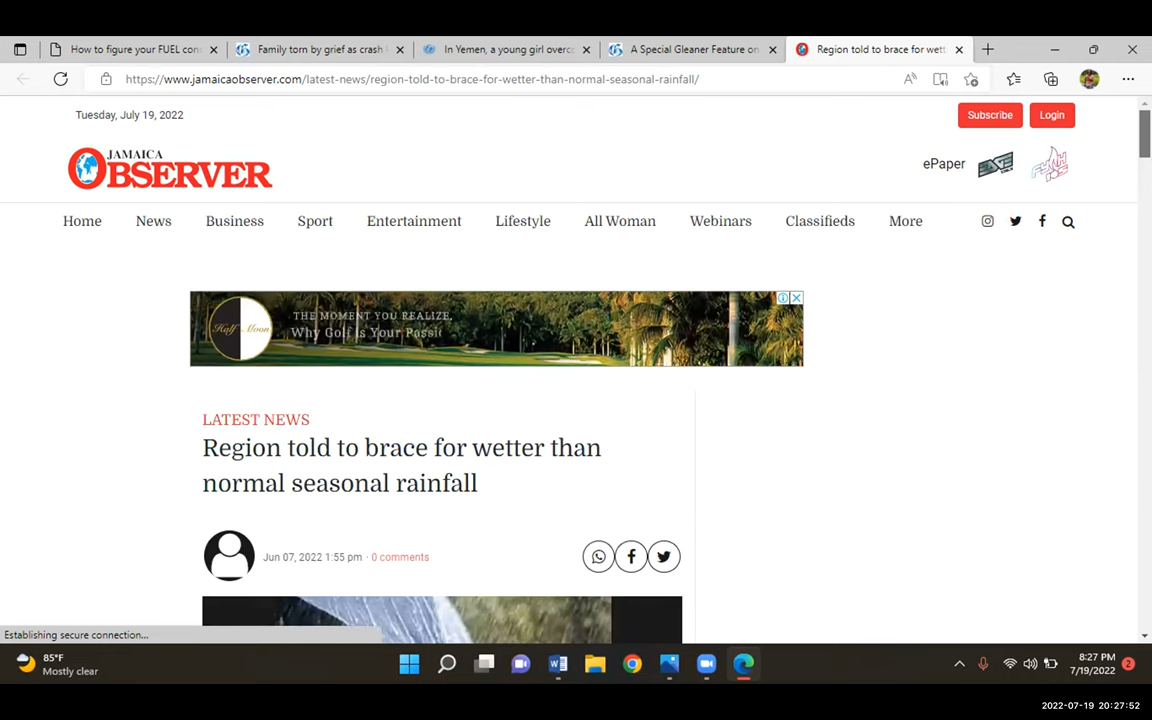 How to figure your FUEL con
Family torn by grief as crash
In Yemen, a young girl overco
A Special Gleaner Feature on
Region told to brace for wett
https://www.jamaicaobserver.com/latest-news/region-told-to-brace-for-wetter-than-normal-seasonal-rainfall/
Tuesday, July 19, 2022
Subscribe
Login
JAMAICA
OBSERVER
ePaper
Home News Business Sport Entertainment Lifestyle All Woman Webinars Classifieds More
Half Moon
THE MOMENT YOU REALIZE,
Why Golf Is Your Passi
LATEST NEWS
Region told to brace for wetter than
normal seasonal rainfall
Jun 07, 2022 1:55 pm · 0 comments
Establishing secure connection...
85°F
Mostly clear
8:27 PM
7/19/2022
2
2022-07-19 20:27:52